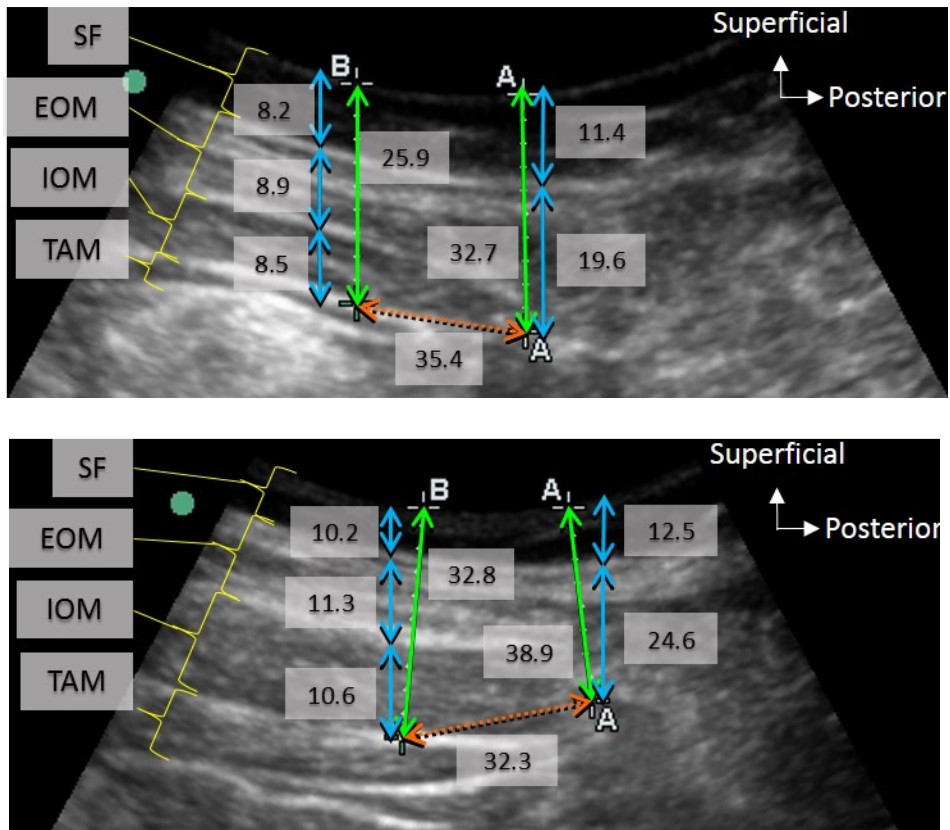 SF
Superficial
B
A
EOM
8.2
Posterior
11.4
25.9
IOM
8.9
TAM
8.5
32.7
19.6
A
35.4
SF
Superficial
B
A
EOM
10.2
12.5
Posterior
32.8
IOM
11.3
38.9
24.6
TAM
10.6
A
32.3